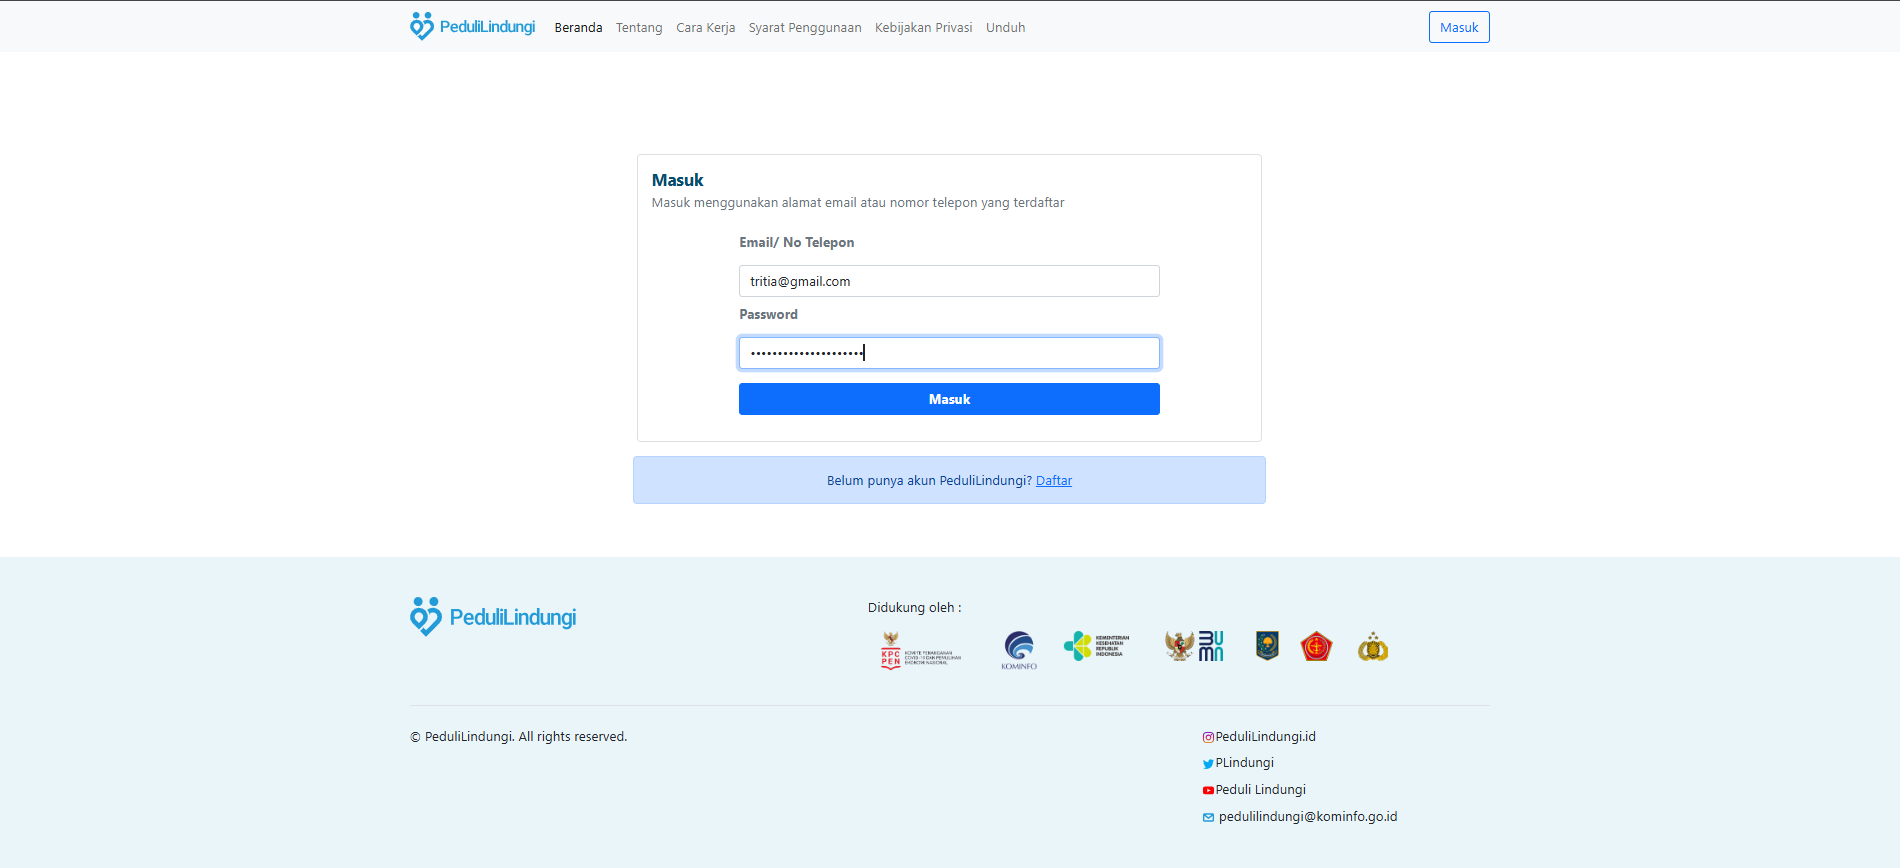 PeduliLindungi Beranda Tentang Cara Kerja Syarat Penggunaan Kebijakan Privasi Unduh Masuk
Masuk
Masuk menggunakan alamat email atau nomor telepon yang terdaftar
Email/ No Telepon
tritia@gmail.com
Password
•••••••••••••••••••••
Masuk
Belum punya akun PeduliLindungi? Daftar
PeduliLindungi
Didukung oleh :
KPC PEN
KOMITE PENANGANAN
COVID-19 DAN PEMULIHAN
EKONOMI NASIONAL
KOMINFO
KEMENTERIAN
KESEHATAN
REPUBLIK
INDONESIA
BUMN
© PeduliLindungi. All rights reserved.
PeduliLindungi.id
PLindungi
Peduli Lindungi
pedulilindungi@kominfo.go.id